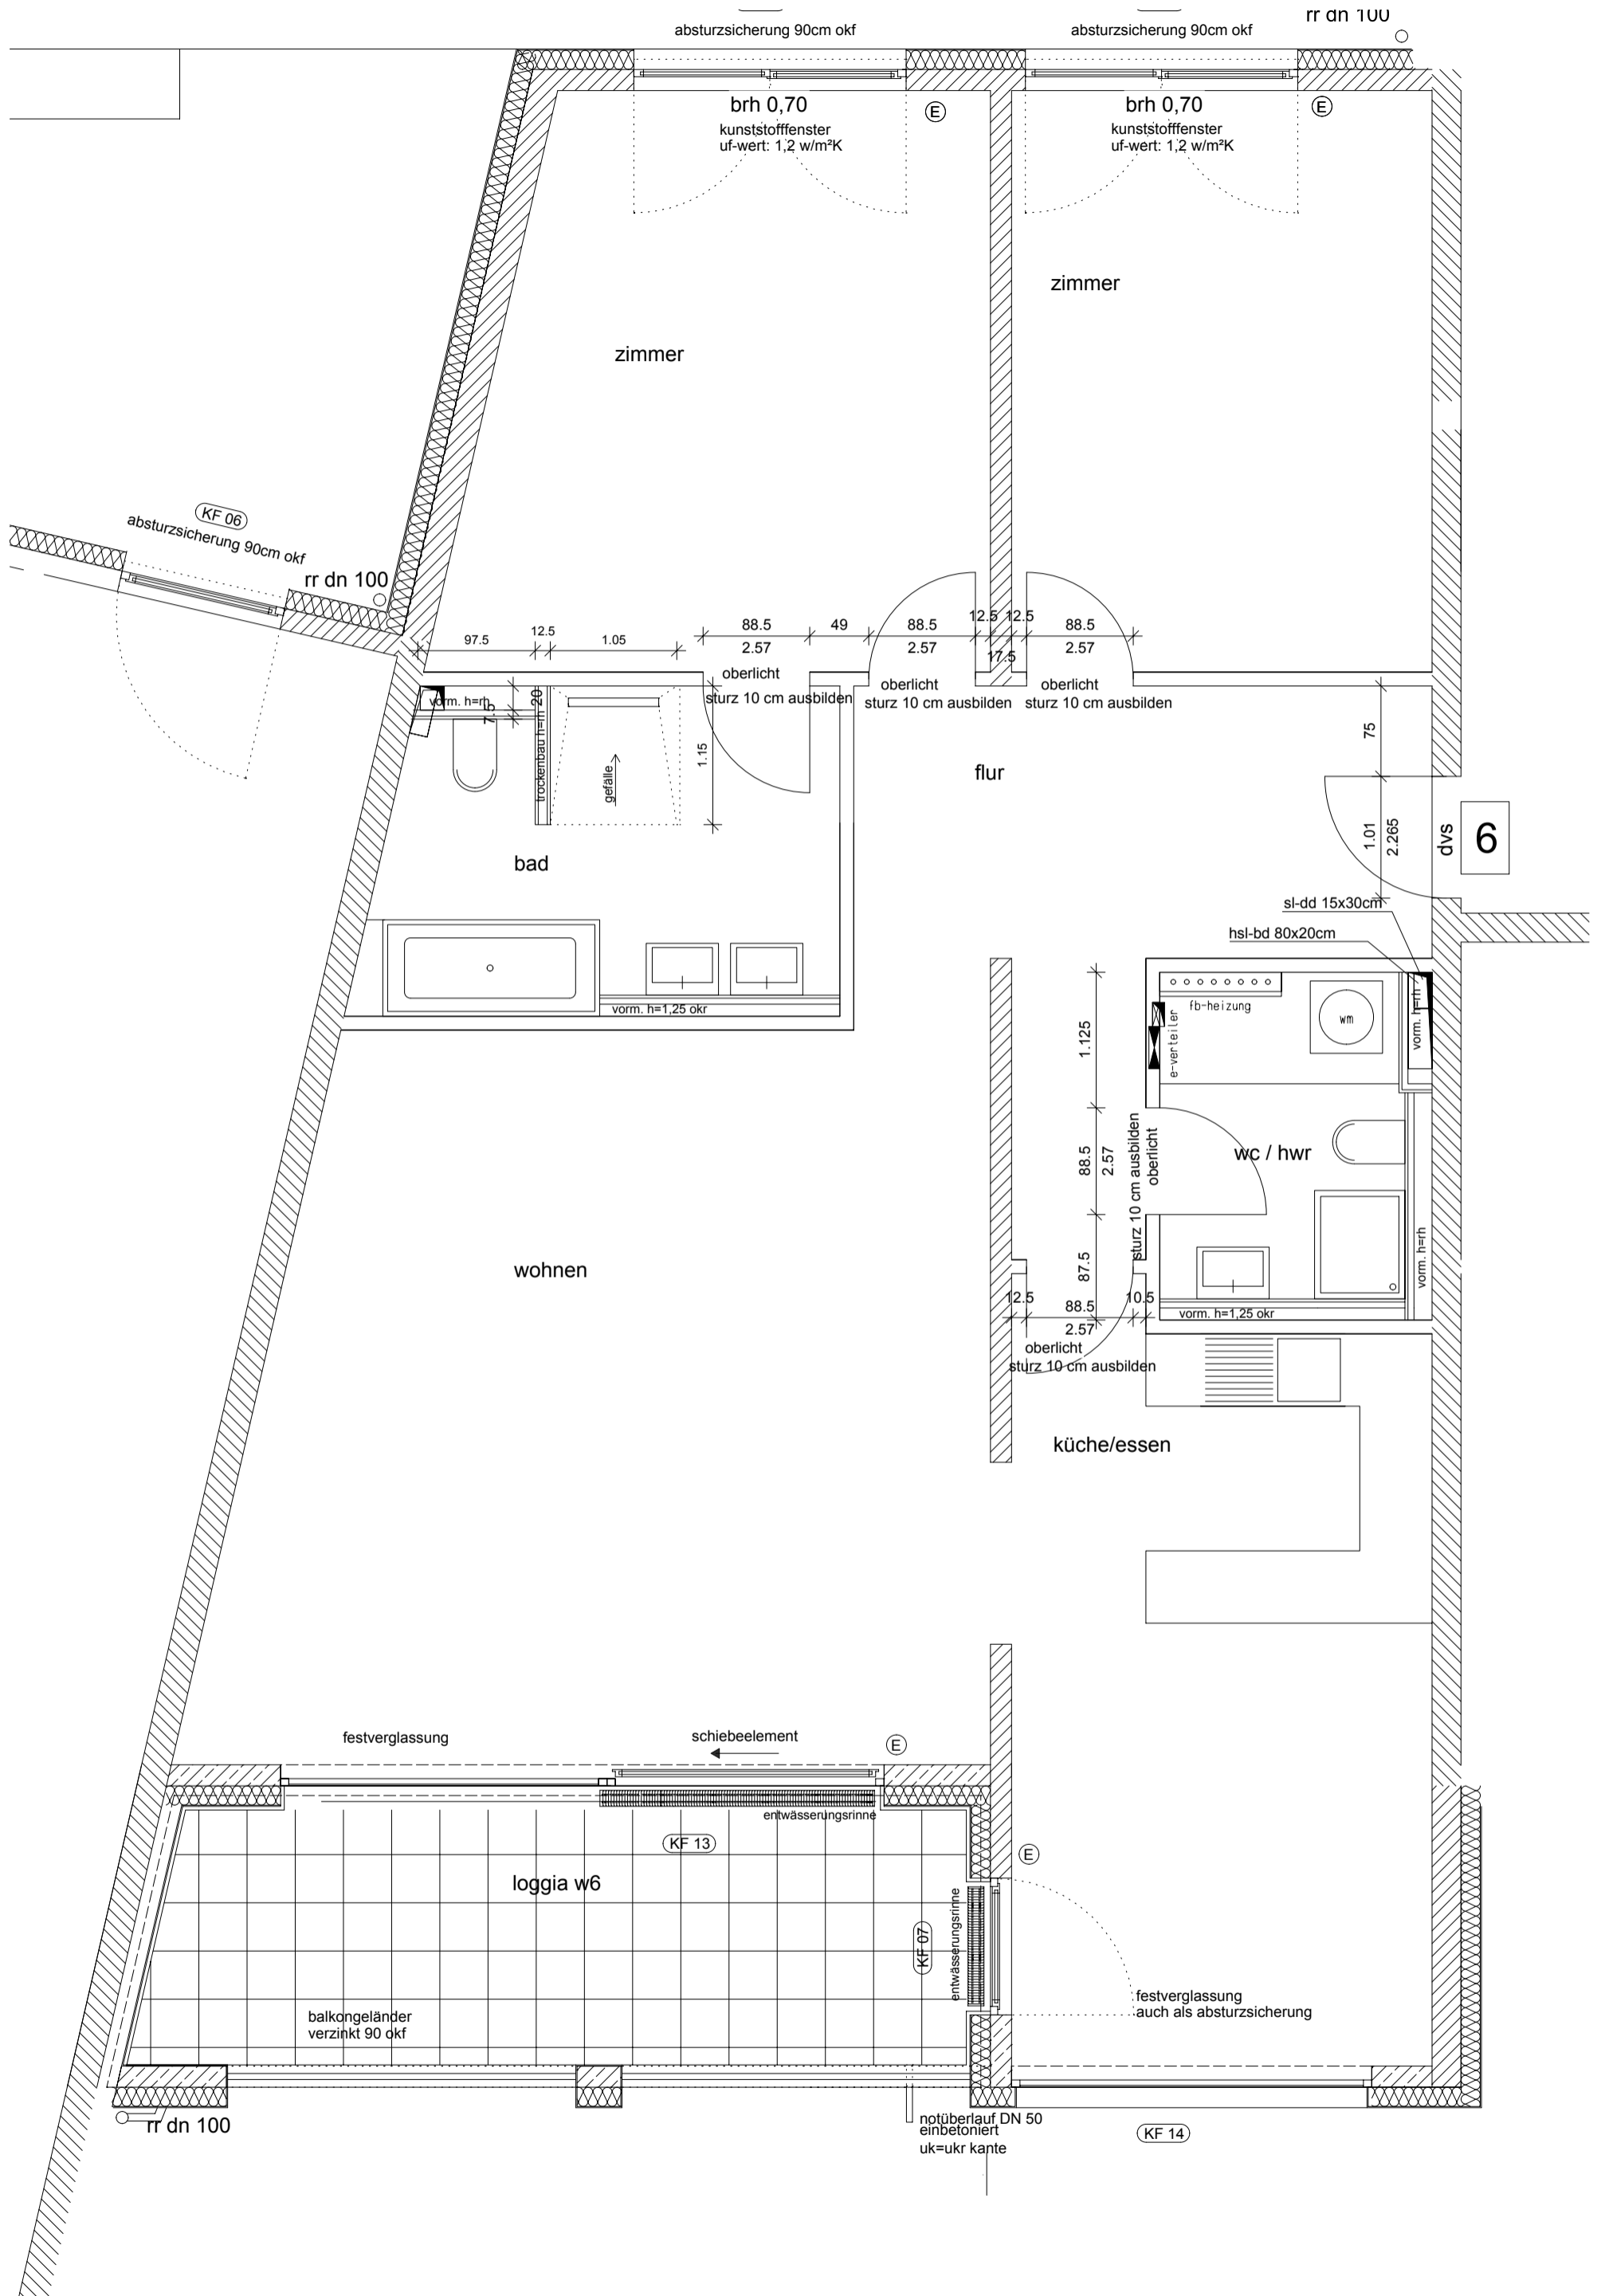 absturzsicherung 90cm okf
absturzsicherung 90cm okf
rr dn 100
brh 0,70
kunststofffenster
uf-wert: 1,2 w/m²K
E
brh 0,70
kunststofffenster
uf-wert: 1,2 w/m²K
E
zimmer
zimmer
KF 06
absturzsicherung 90cm okf
rr dn 100
97.5
12.5
1.05
88.5
2.57
49
88.5
2.57
12.5
12.5
17.5
88.5
2.57
oberlicht
sturz 10 cm ausbilden
oberlicht
sturz 10 cm ausbilden
oberlicht
sturz 10 cm ausbilden
vorm. h=rh
20
7.5
trockenbau h=rh
gefälle
1.15
flur
75
1.01
2.265
dvs
6
bad
sl-dd 15x30cm
hsl-bd 80x20cm
vorm. h=1,25 okr
fb-heizung
e-verteiler
wm
vorm. h=rh
1.125
88.5
2.57
sturz 10 cm ausbilden
oberlicht
wc / hwr
87.5
vorm. h=rh
vorm. h=1,25 okr
12.5
88.5
2.57
10.5
oberlicht
sturz 10 cm ausbilden
wohnen
küche/essen
festverglassung
schiebeelement
E
entwässerungsrinne
KF 13
E
loggia w6
KF 07
entwässerungsrinne
balkongeländer
verzinkt 90 okf
festverglassung
auch als absturzsicherung
rr dn 100
notüberlauf DN 50
einbetoniert
uk=ukr kante
KF 14